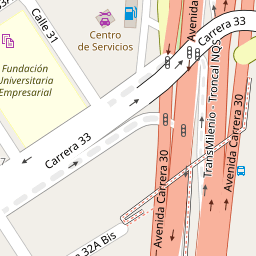 Calle 31
Centro
de Servicios
Carrera 33
Avenida
Fundación
Universitaria
Empresarial
Carrera 33
TransMilenio - Troncal NQS
Avenida Carrera 30
Avenida Carrera 30
32A Bis